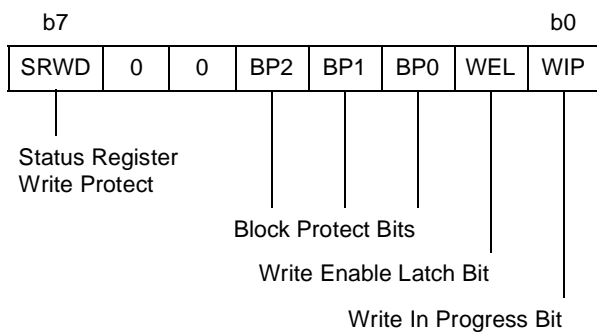 b7 b0
SRWD 0 0 BP2 BP1 BP0 WEL WIP
Status Register
Write Protect
Block Protect Bits
Write Enable Latch Bit
Write In Progress Bit